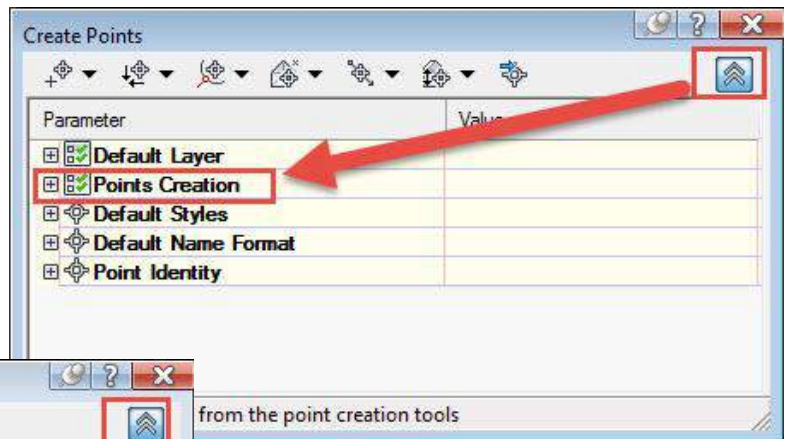 Create Points
?
Parameter
Default Layer
Points Creation
Default Styles
Default Name Format
Point Identity
?
from the point creation tools